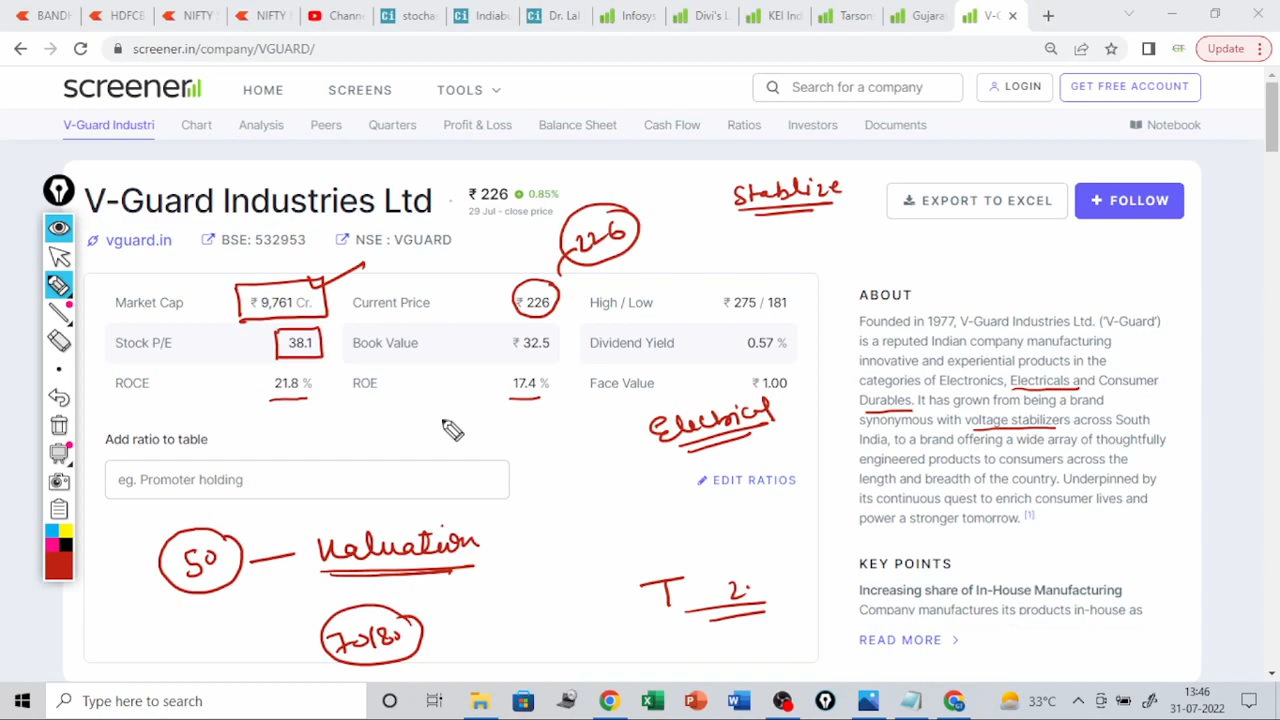 BANDH
HDFCB
NIFTY 5
NIFTY
Chann
stochas
Indiabu
Dr. Lal
Infosys
Divi's L
KEI Ind
Tarson
Gujara
V-G
screener.in/company/VGUARD/
Update
screener
HOME
SCREENS
TOOLS
Search for a company
LOGIN
GET FREE ACCOUNT
V-Guard Industri
Chart
Analysis
Peers
Quarters
Profit & Loss
Balance Sheet
Cash Flow
Ratios
Investors
Documents
Notebook
V-Guard Industries Ltd
₹ 226 0.85%
29 Jul - close price
Stablize
EXPORT TO EXCEL
+ FOLLOW
vguard.in
BSE: 532953
NSE : VGUARD
226
Market Cap ₹ 9,761 Cr.
Current Price ₹ 226
High / Low ₹ 275 / 181
Stock P/E 38.1
Book Value ₹ 32.5
Dividend Yield 0.57 %
ROCE 21.8 %
ROE 17.4 %
Face Value ₹ 1.00
Electrical
Add ratio to table
eg. Promoter holding
EDIT RATIOS
50 — Valuation
70/80
T 2.
ABOUT
Founded in 1977, V-Guard Industries Ltd. ('V-Guard')
is a reputed Indian company manufacturing
innovative and experiential products in the
categories of Electronics, Electricals and Consumer
Durables. It has grown from being a brand
synonymous with voltage stabilizers across South
India, to a brand offering a wide array of thoughtfully
engineered products to consumers across the
length and breadth of the country. Underpinned by
its continuous quest to enrich consumer lives and
power a stronger tomorrow. [1]
KEY POINTS
Increasing share of In-House Manufacturing
Company manufactures its products in-house as
READ MORE
Type here to search
33°C
13:46
31-07-2022